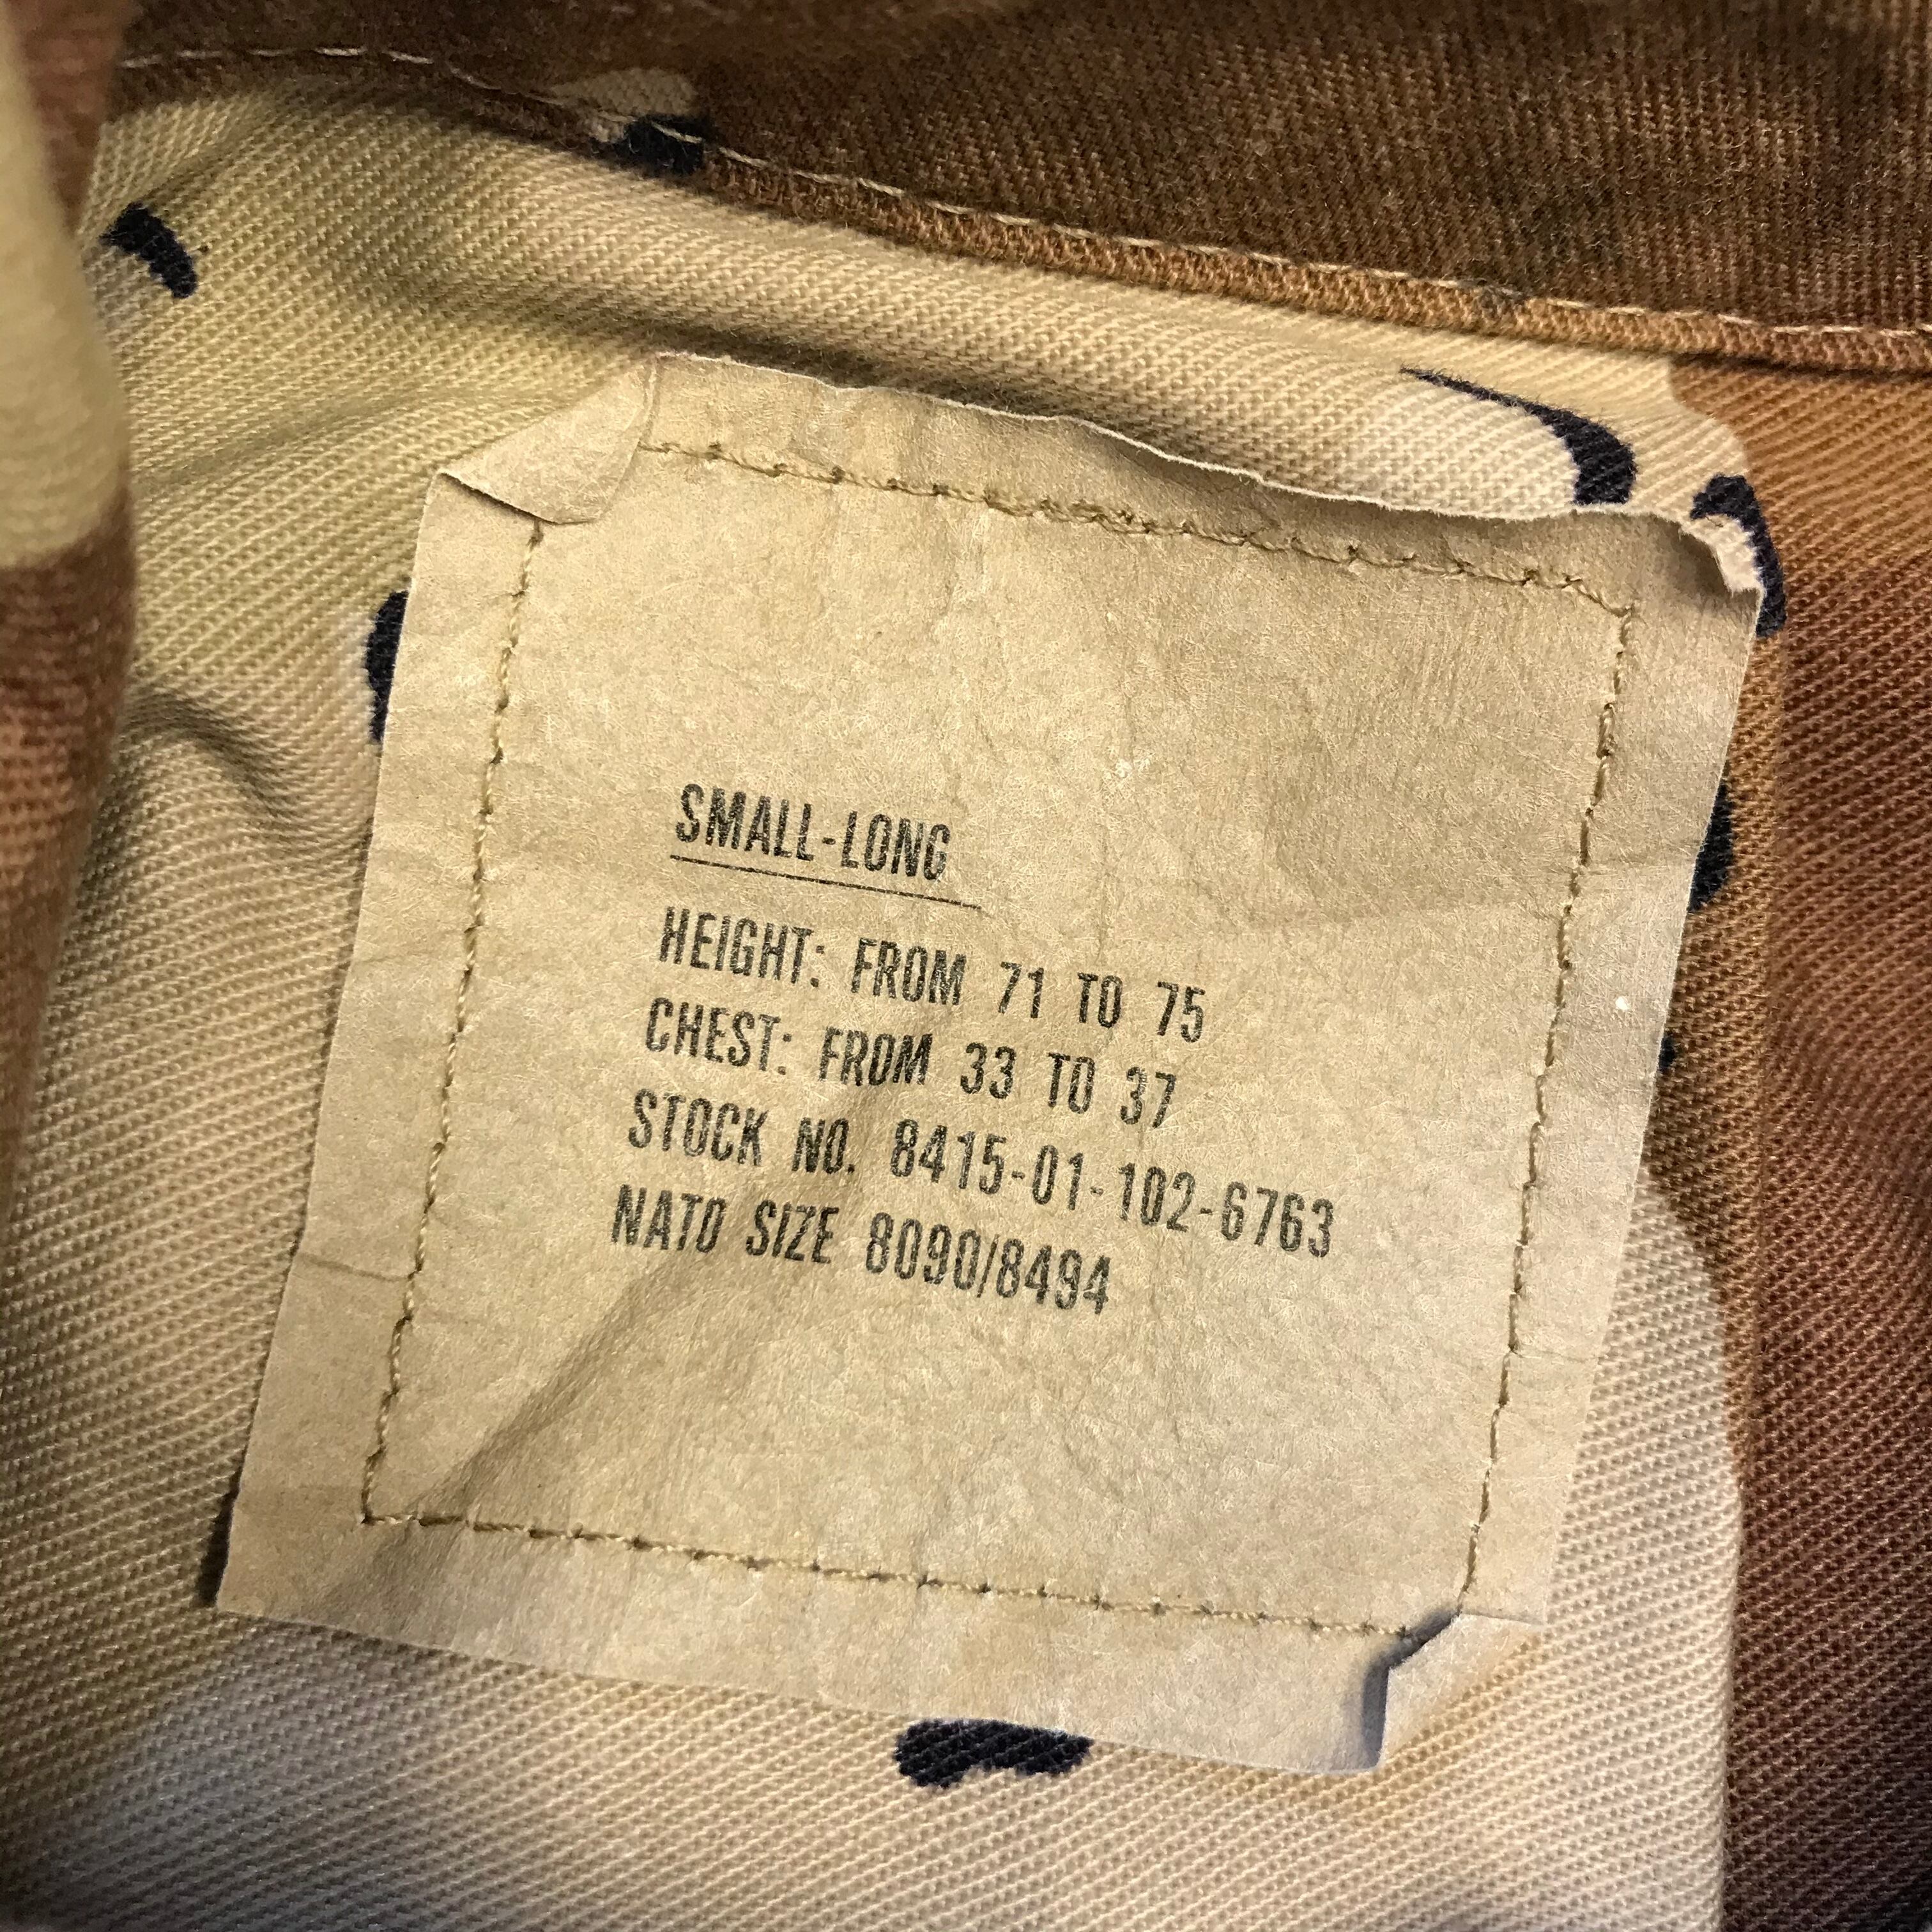 SMALL-LONG
HEIGHT: FROM 71 TO 75
CHEST: FROM 33 TO 37
STOCK NO. 8415-01-102-6763
NATO SIZE 8090/8494